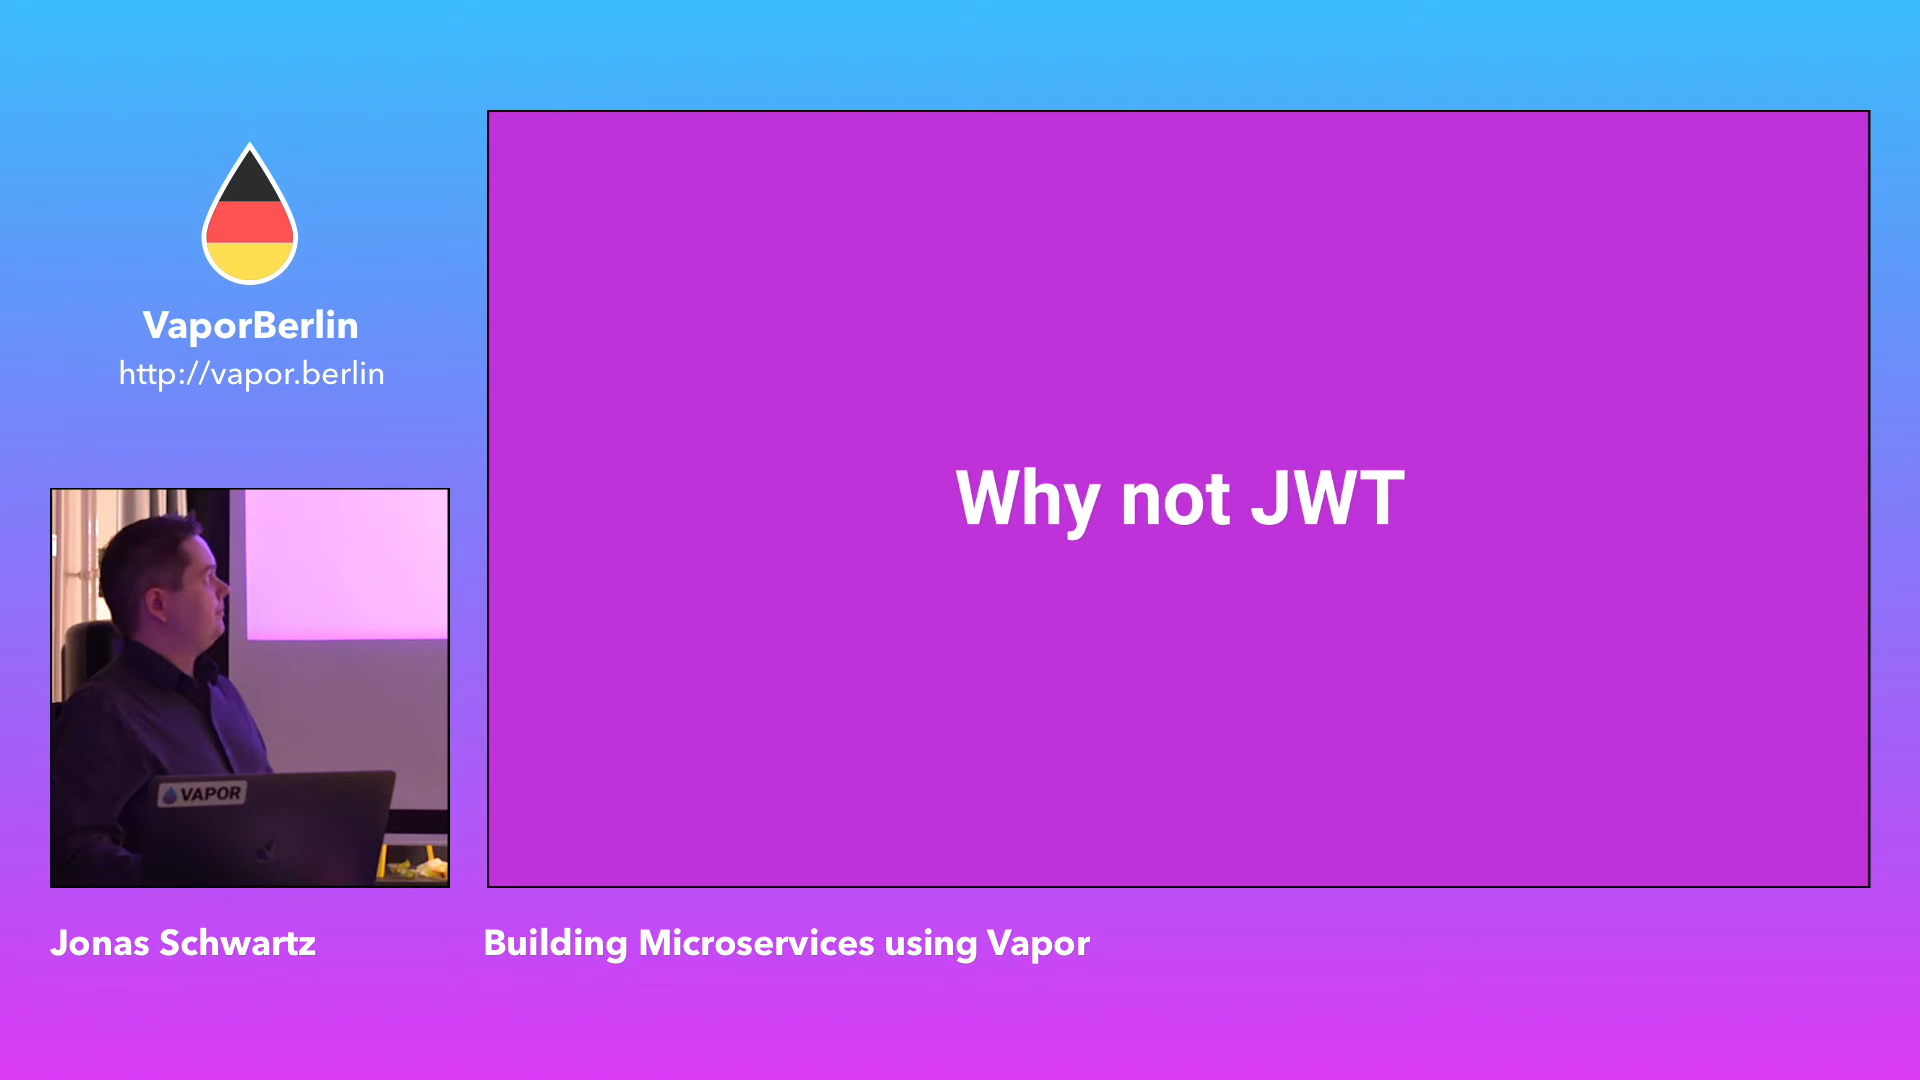 VaporBerlin
http://vapor.berlin
Why not JWT
VAPOR
Jonas Schwartz
Building Microservices using Vapor